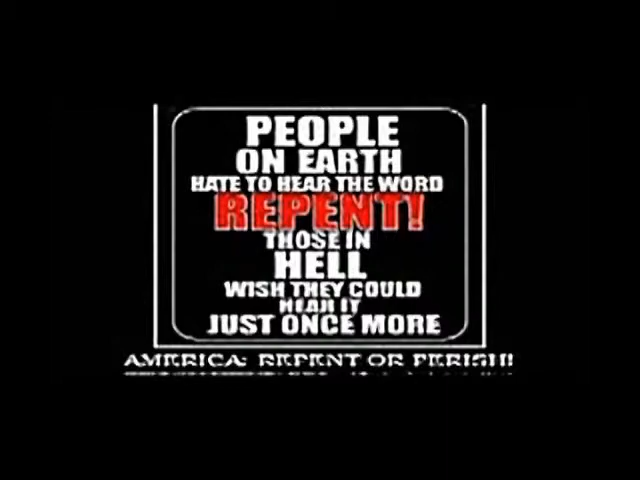 PEOPLE
ON EARTH
HATE TO HEAR THE WORD
REPENT!
THOSE IN
HELL
WISH THEY COULD
HEAR IT
JUST ONCE MORE
AMERICA: REPENT OR PERISH!